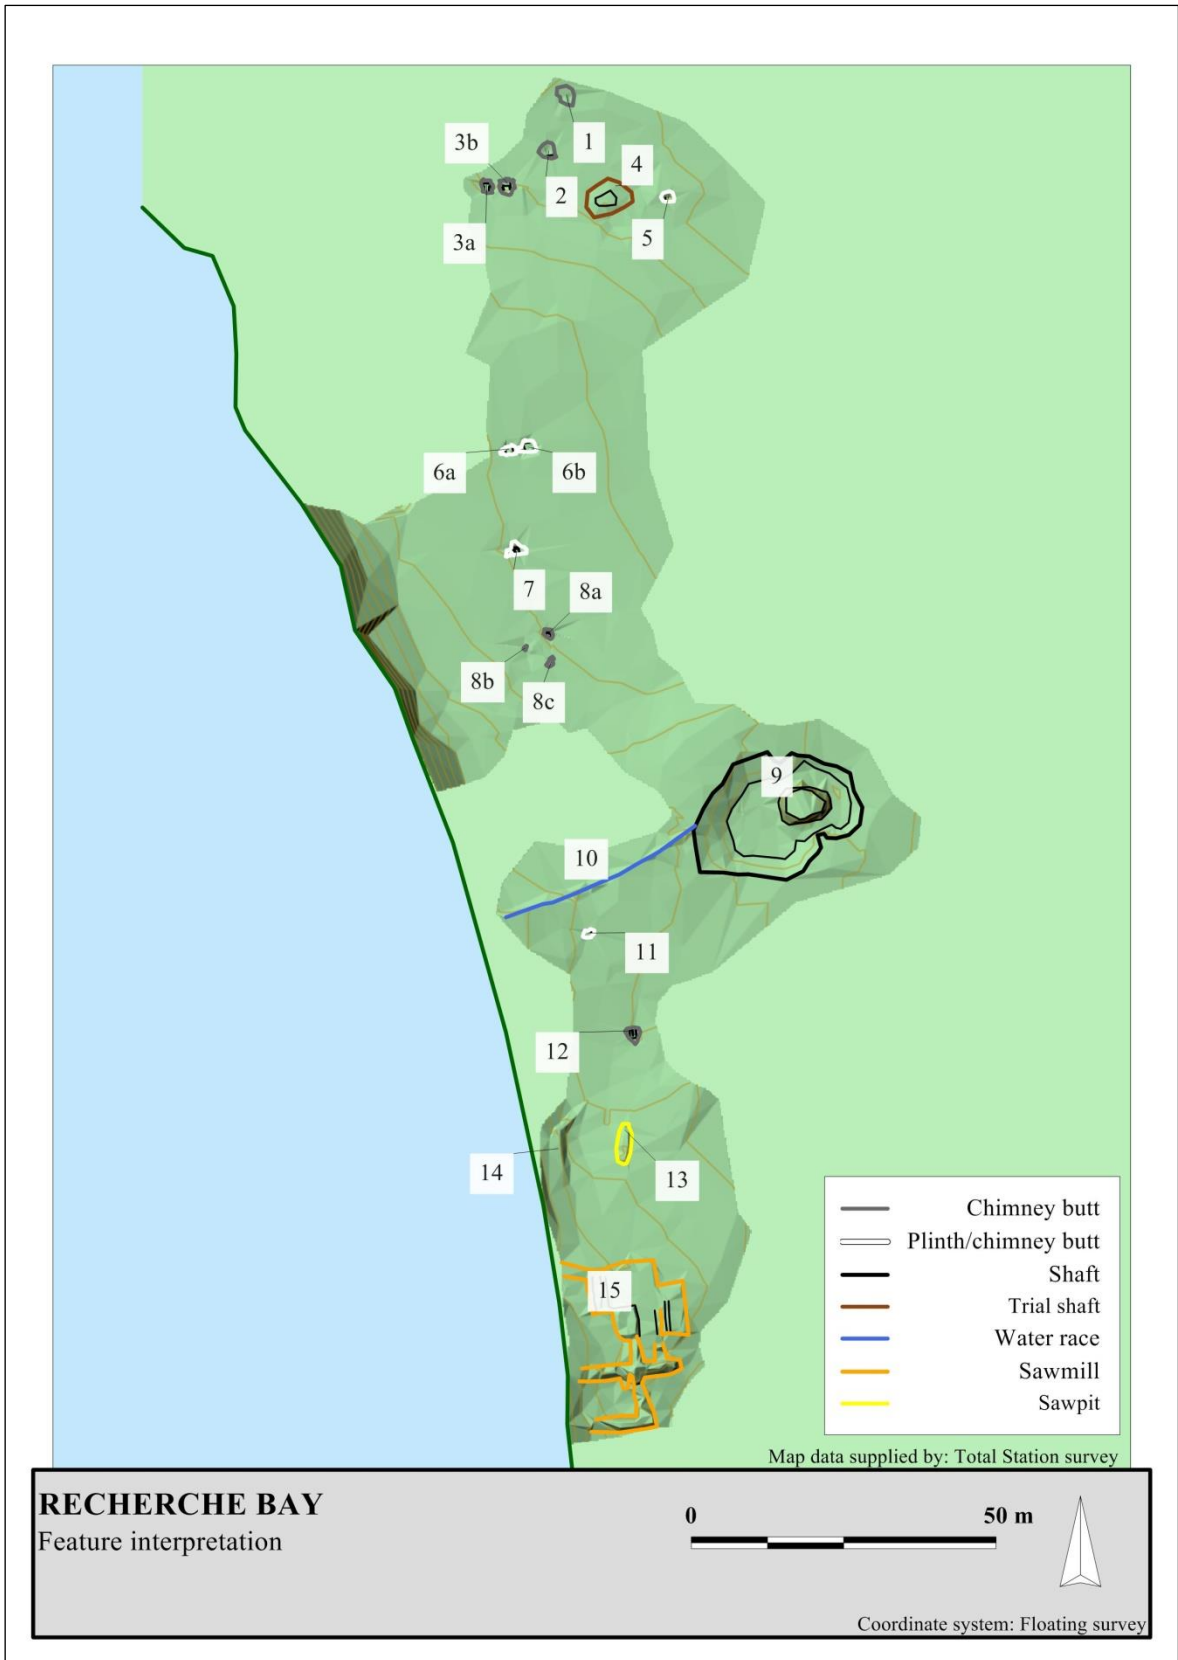 1
3b
4
2
5
3a
6a
6b
7
8a
8b
8c
9
10
11
12
14
13
15
Chimney butt
Plinth/chimney butt
Shaft
Trial shaft
Water race
Sawmill
Sawpit
Map data supplied by: Total Station survey
RECHERCHE BAY
Feature interpretation
0 50 m
Coordinate system: Floating survey